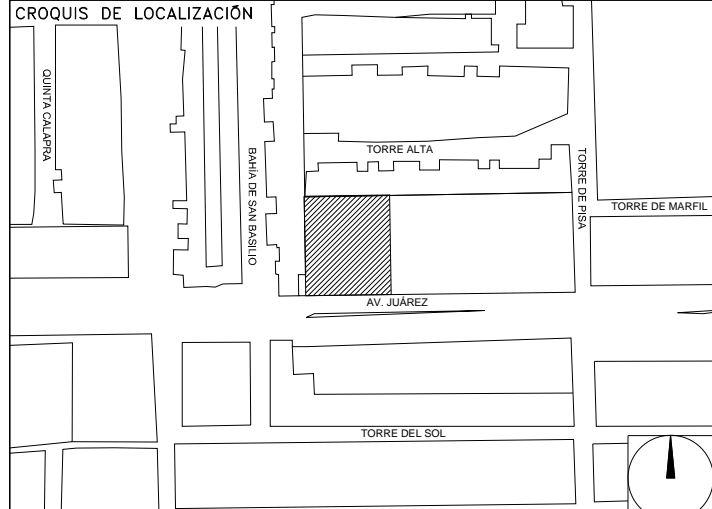 CROQUIS DE LOCALIZACIÓN
QUINTA CALAPRA
BAHÍA DE SAN BASILIO
TORRE ALTA
TORRE DE PISA
TORRE DE MARFIL
AV. JUÁREZ
TORRE DEL SOL